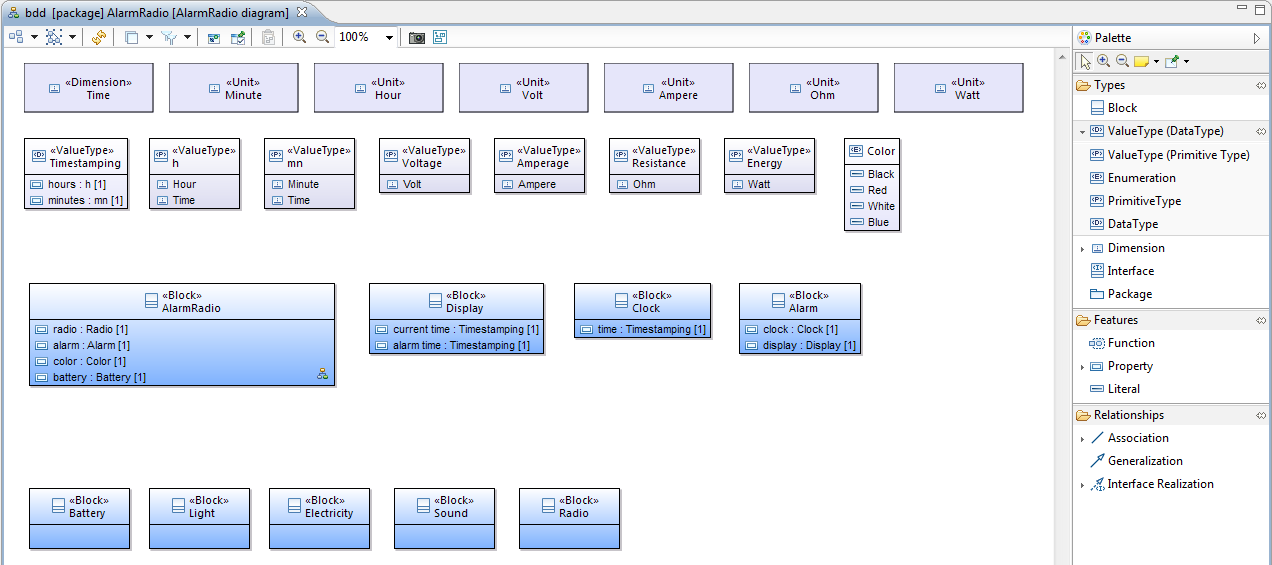 bdd [package] AlarmRadio [AlarmRadio diagram]
100%
«Dimension»
Time
«Unit»
Minute
«Unit»
Hour
«Unit»
Volt
«Unit»
Ampere
«Unit»
Ohm
«Unit»
Watt
«ValueType»
Timestamping
hours : h [1]
minutes : mn [1]
«ValueType»
h
Hour
Time
«ValueType»
mn
Minute
Time
«ValueType»
Voltage
Volt
«ValueType»
Amperage
Ampere
«ValueType»
Resistance
Ohm
«ValueType»
Energy
Watt
Color
Black
Red
White
Blue
«Block»
AlarmRadio
radio : Radio [1]
alarm : Alarm [1]
color : Color [1]
battery : Battery [1]
«Block»
Display
current time : Timestamping [1]
alarm time : Timestamping [1]
«Block»
Clock
time : Timestamping [1]
«Block»
Alarm
clock : Clock [1]
display : Display [1]
«Block»
Battery
«Block»
Light
«Block»
Electricity
«Block»
Sound
«Block»
Radio
Palette
Types
Block
ValueType (DataType)
ValueType (Primitive Type)
Enumeration
PrimitiveType
DataType
Dimension
Interface
Package
Features
Function
Property
Literal
Relationships
Association
Generalization
Interface Realization